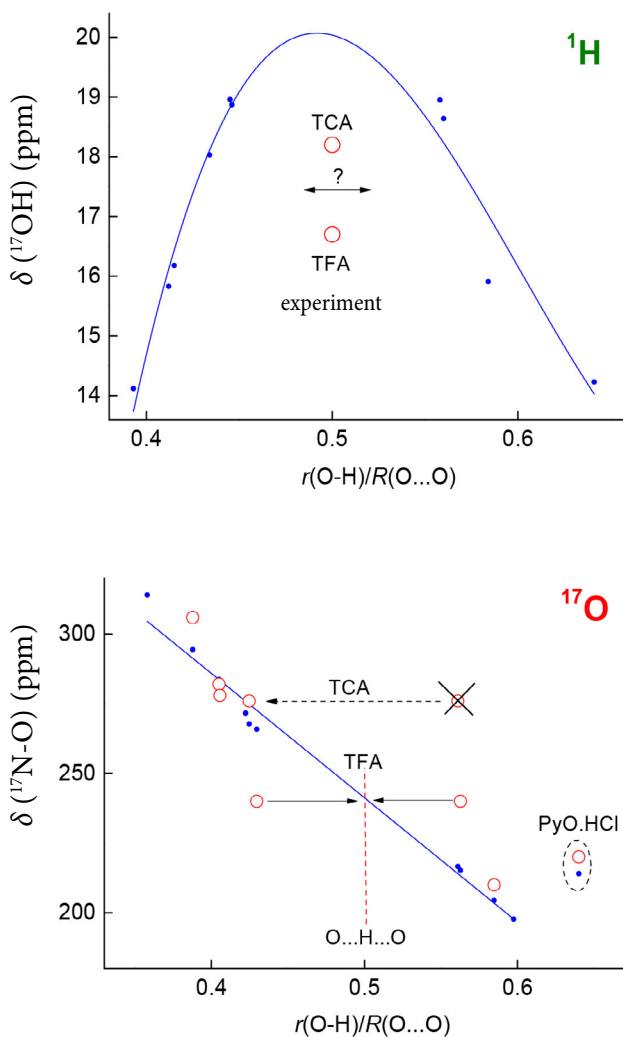 ¹H
20
19
18
17
16
15
14
δ (¹⁷OH) (ppm)
TCA
?
TFA
experiment
0.4
0.5
0.6
r(O-H)/R(O...O)
¹⁷O
300
250
200
δ (¹⁷N-O) (ppm)
TCA
TFA
PyO.HCl
O...H...O
0.4
0.5
0.6
r(O-H)/R(O...O)